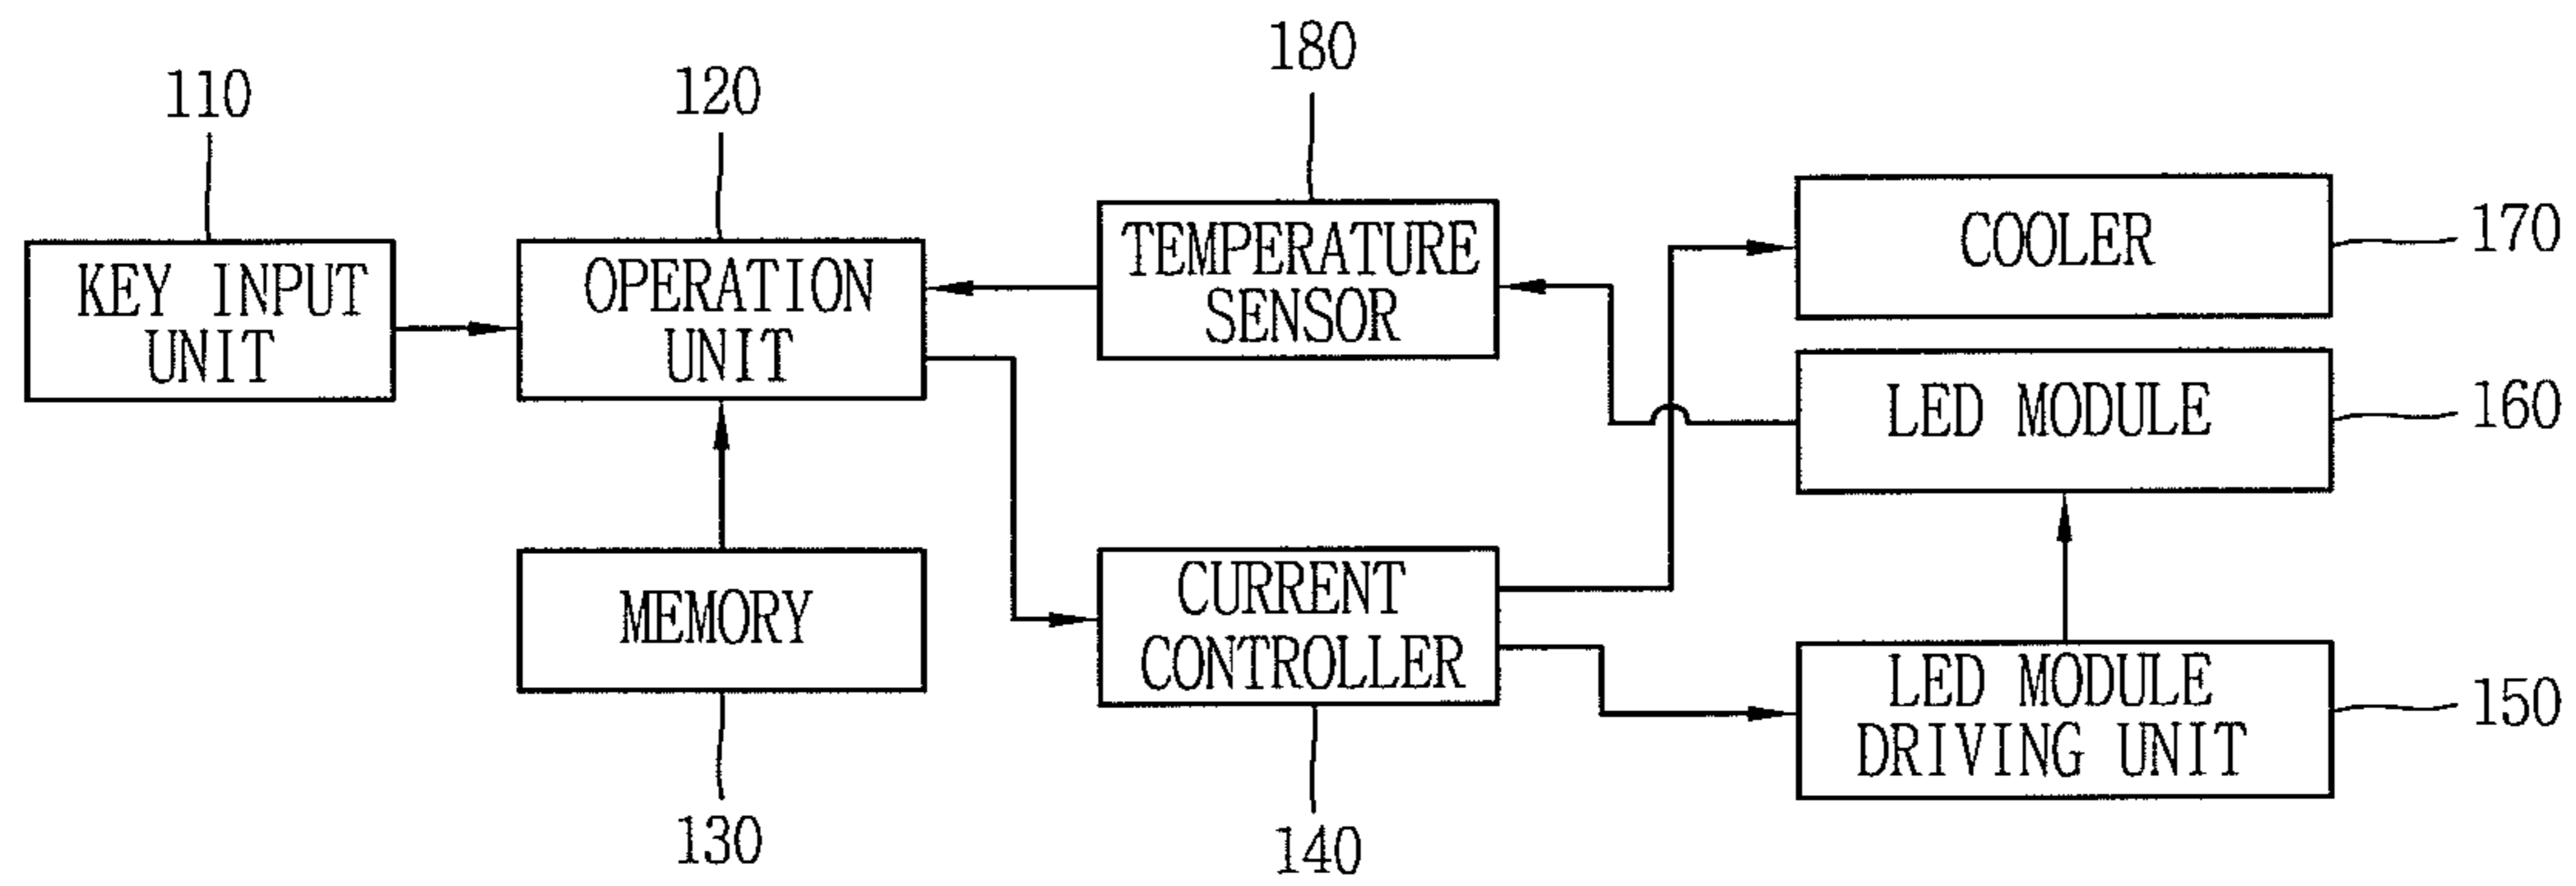 180
110
120
KEY INPUT
UNIT
OPERATION
UNIT
TEMPERATURE
SENSOR
COOLER
170
LED MODULE
160
MEMORY
130
CURRENT
CONTROLLER
140
LED MODULE
DRIVING UNIT
150